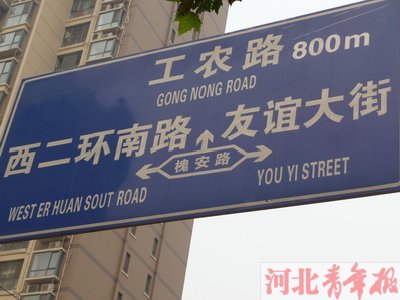 工农路 800m
GONG NONG ROAD
西二环南路 友谊大街
槐安路
WEST ER HUAN SOUT ROAD YOU YI STREET
河北青年报